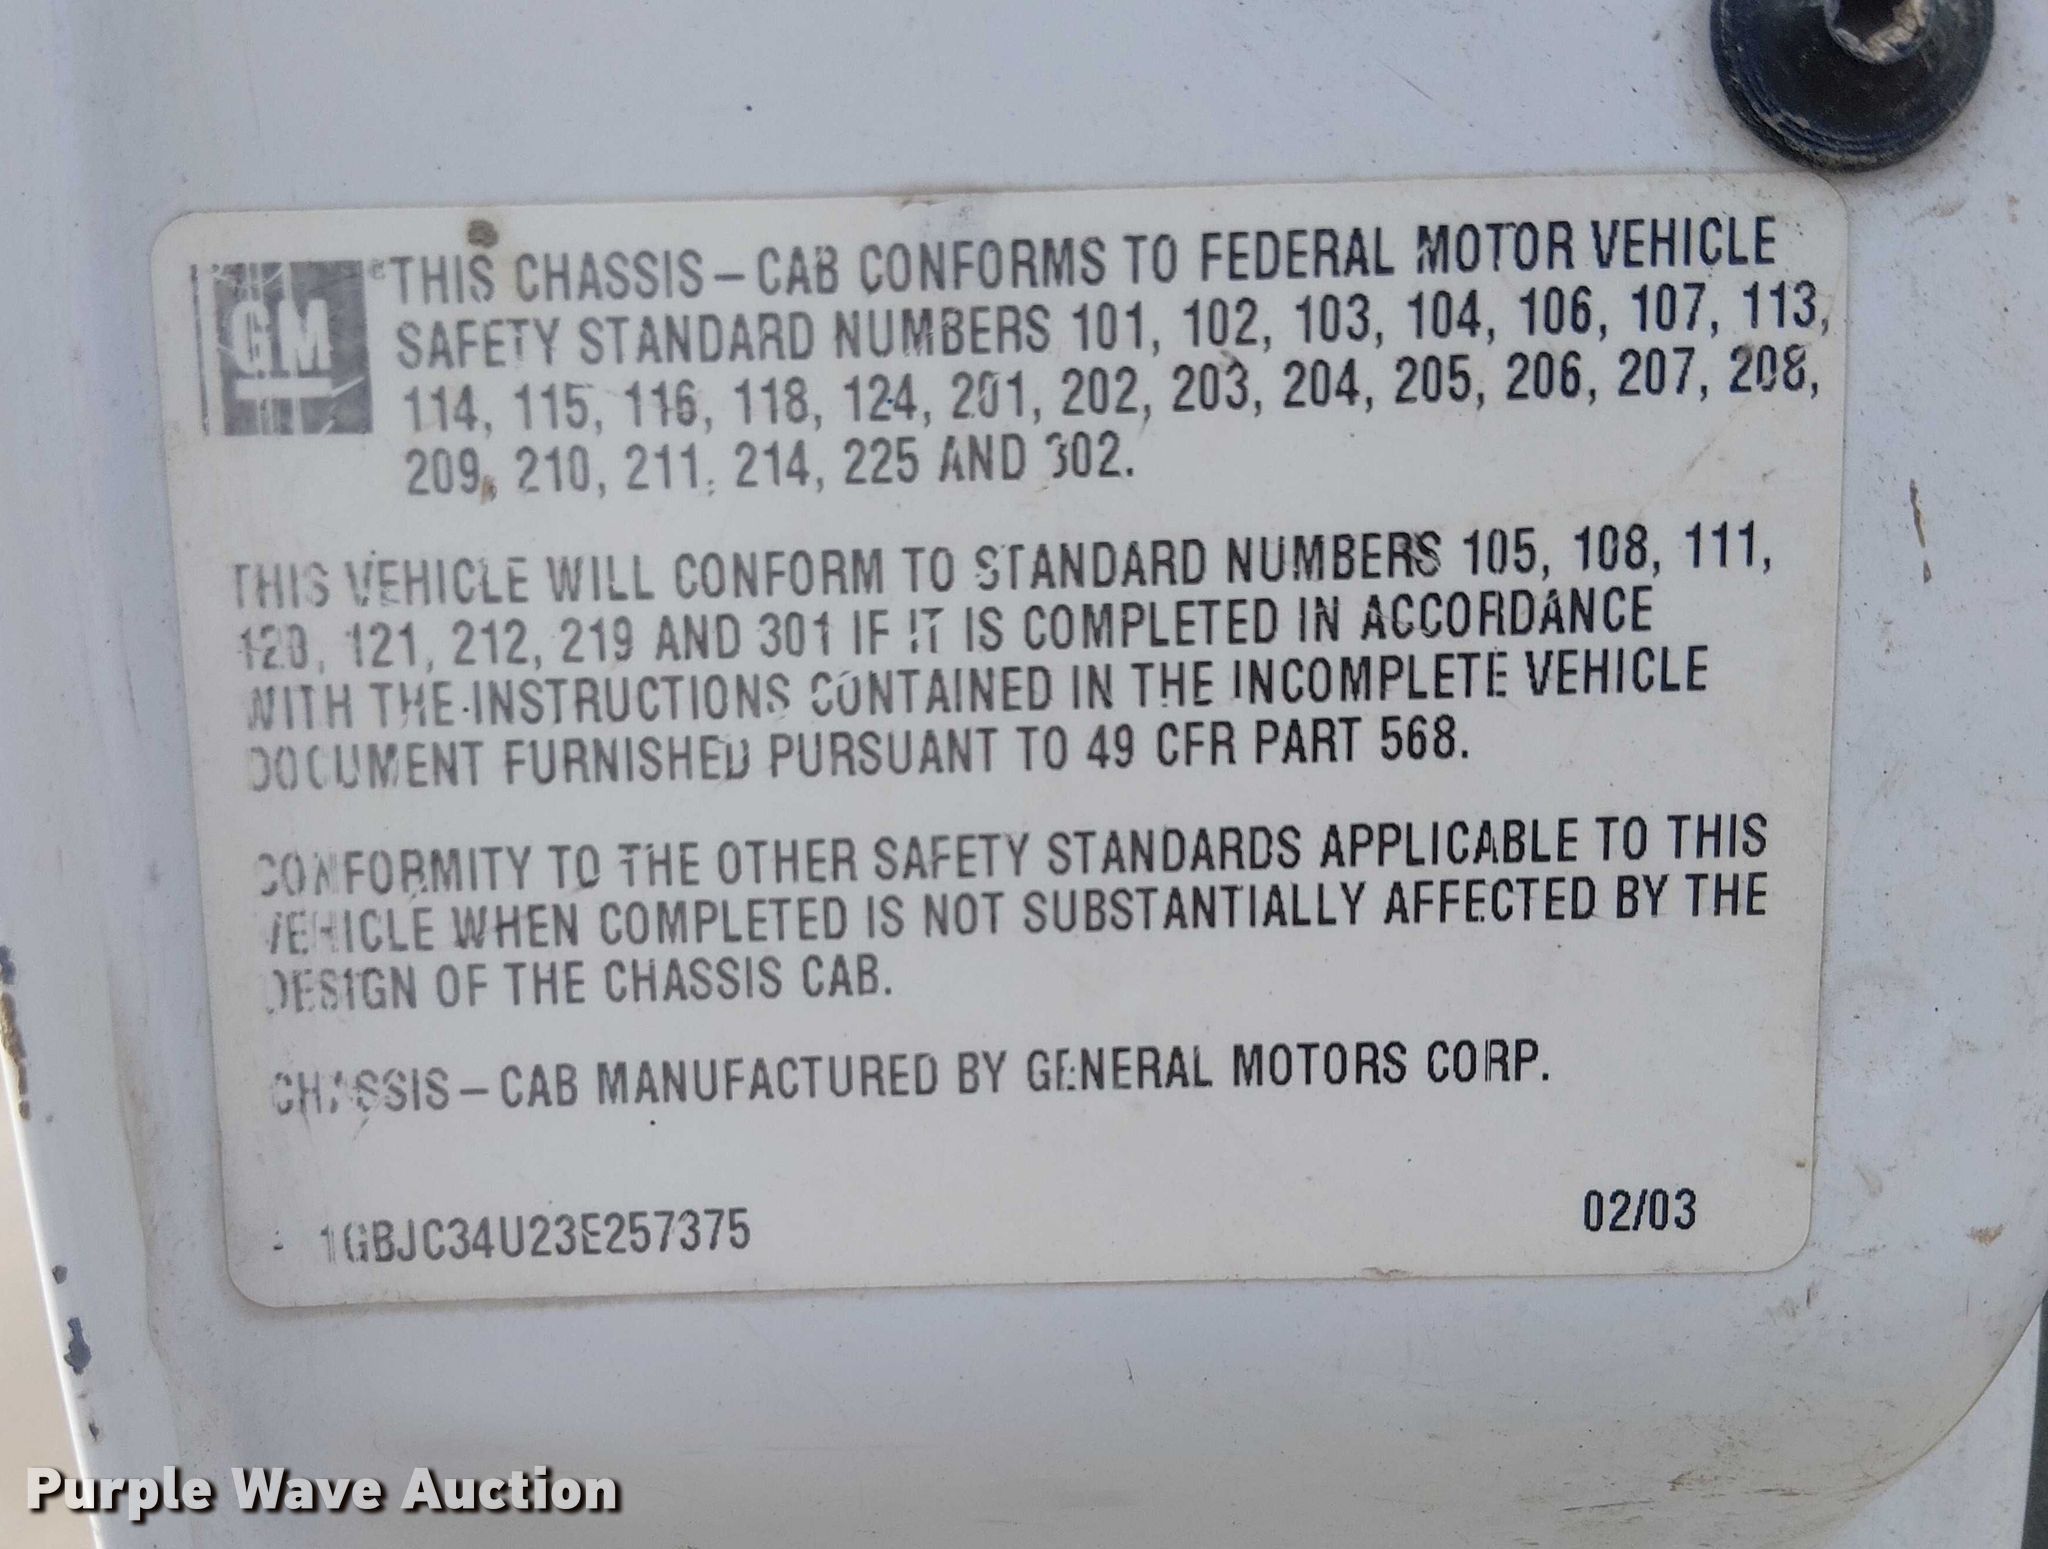 GM
THIS CHASSIS – CAB CONFORMS TO FEDERAL MOTOR VEHICLE
SAFETY STANDARD NUMBERS 101, 102, 103, 104, 106, 107, 113,
114, 115, 116, 118, 124, 201, 202, 203, 204, 205, 206, 207, 208,
209, 210, 211, 214, 225 AND 302.
THIS VEHICLE WILL CONFORM TO STANDARD NUMBERS 105, 108, 111,
120, 121, 212, 219 AND 301 IF IT IS COMPLETED IN ACCORDANCE
WITH THE INSTRUCTIONS CONTAINED IN THE INCOMPLETE VEHICLE
DOCUMENT FURNISHED PURSUANT TO 49 CFR PART 568.
CONFORMITY TO THE OTHER SAFETY STANDARDS APPLICABLE TO THIS
VEHICLE WHEN COMPLETED IS NOT SUBSTANTIALLY AFFECTED BY THE
DESIGN OF THE CHASSIS CAB.
CHASSIS – CAB MANUFACTURED BY GENERAL MOTORS CORP.
1GBJC34U23E257375 02/03
Purple Wave Auction